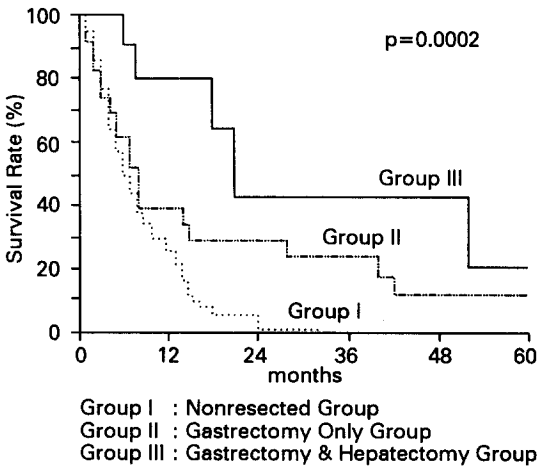 100
80
60
40
20
0
Survival Rate (%)
p=0.0002
Group III
Group II
Group I
0 12 24 36 48 60
months
Group I : Nonresected Group
Group II : Gastrectomy Only Group
Group III : Gastrectomy & Hepatectomy Group